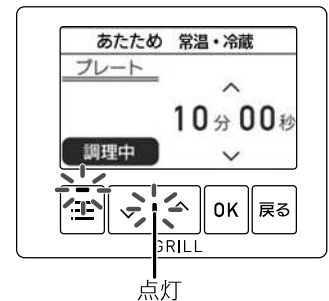 あたため 常温・冷蔵
プレート
10分00秒
調理中
OK 戻る
GRILL
点灯